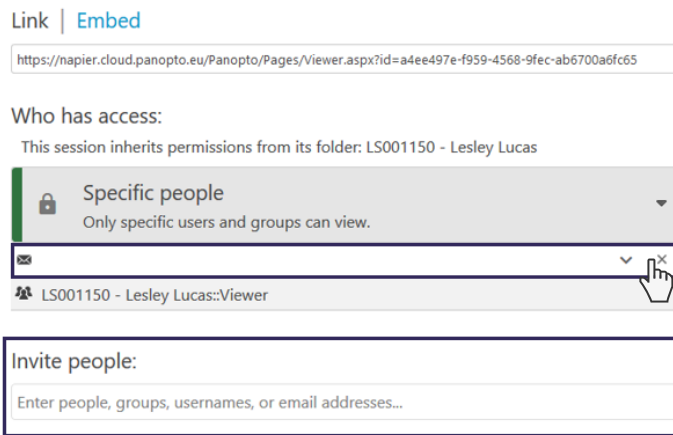 Link | Embed
https://napier.cloud.panopto.eu/Panopto/Pages/Viewer.aspx?id=a4ee497e-f959-4568-9fec-ab6700a6fc65
Who has access:
This session inherits permissions from its folder: LS001150 - Lesley Lucas
Specific people
Only specific users and groups can view.
LS001150 - Lesley Lucas::Viewer
Invite people:
Enter people, groups, usernames, or email addresses...